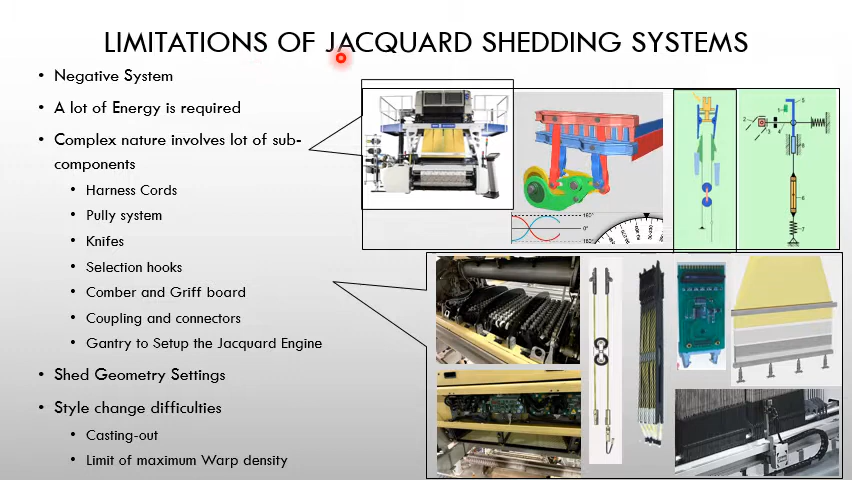 LIMITATIONS OF JACQUARD SHEDDING SYSTEMS
• Negative System
• A lot of Energy is required
• Complex nature involves lot of sub-
components
• Harness Cords
• Pully system
• Knifes
• Selection hooks
• Comber and Griff board
• Coupling and connectors
• Gantry to Setup the Jacquard Engine
• Shed Geometry Settings
• Style change difficulties
• Casting-out
• Limit of maximum Warp density
180°
0°